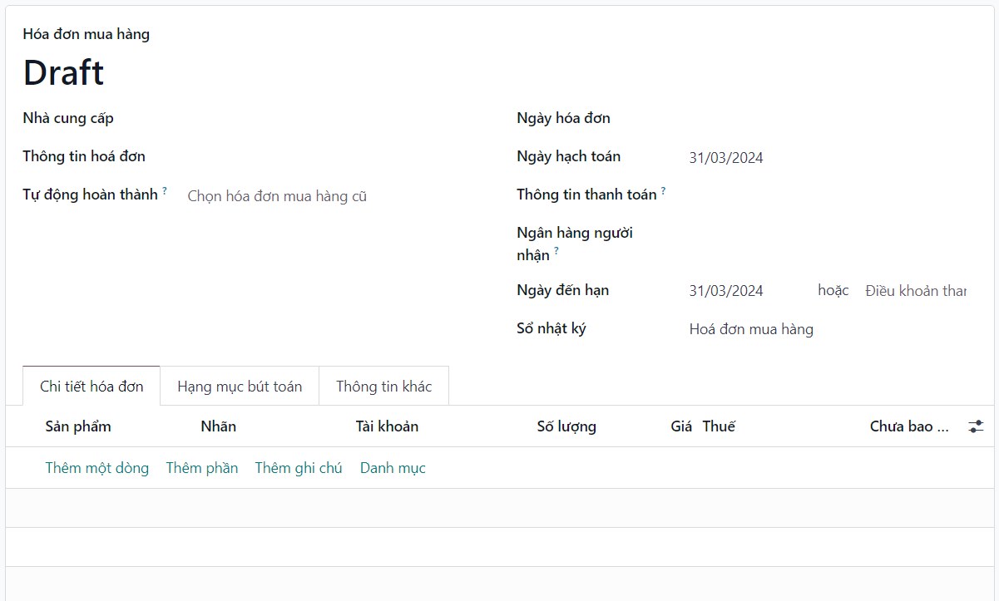 Hóa đơn mua hàng
Draft
Nhà cung cấp
Thông tin hoá đơn
Tự động hoàn thành ? Chọn hóa đơn mua hàng cũ
Ngày hóa đơn
Ngày hạch toán 31/03/2024
Thông tin thanh toán ?
Ngân hàng người
nhận ?
Ngày đến hạn 31/03/2024 hoặc Điều khoản than
Sổ nhật ký Hoá đơn mua hàng
Chi tiết hóa đơn Hạng mục bút toán Thông tin khác
Sản phẩm Nhãn Tài khoản Số lượng Giá Thuế Chưa bao ...
Thêm một dòng Thêm phần Thêm ghi chú Danh mục